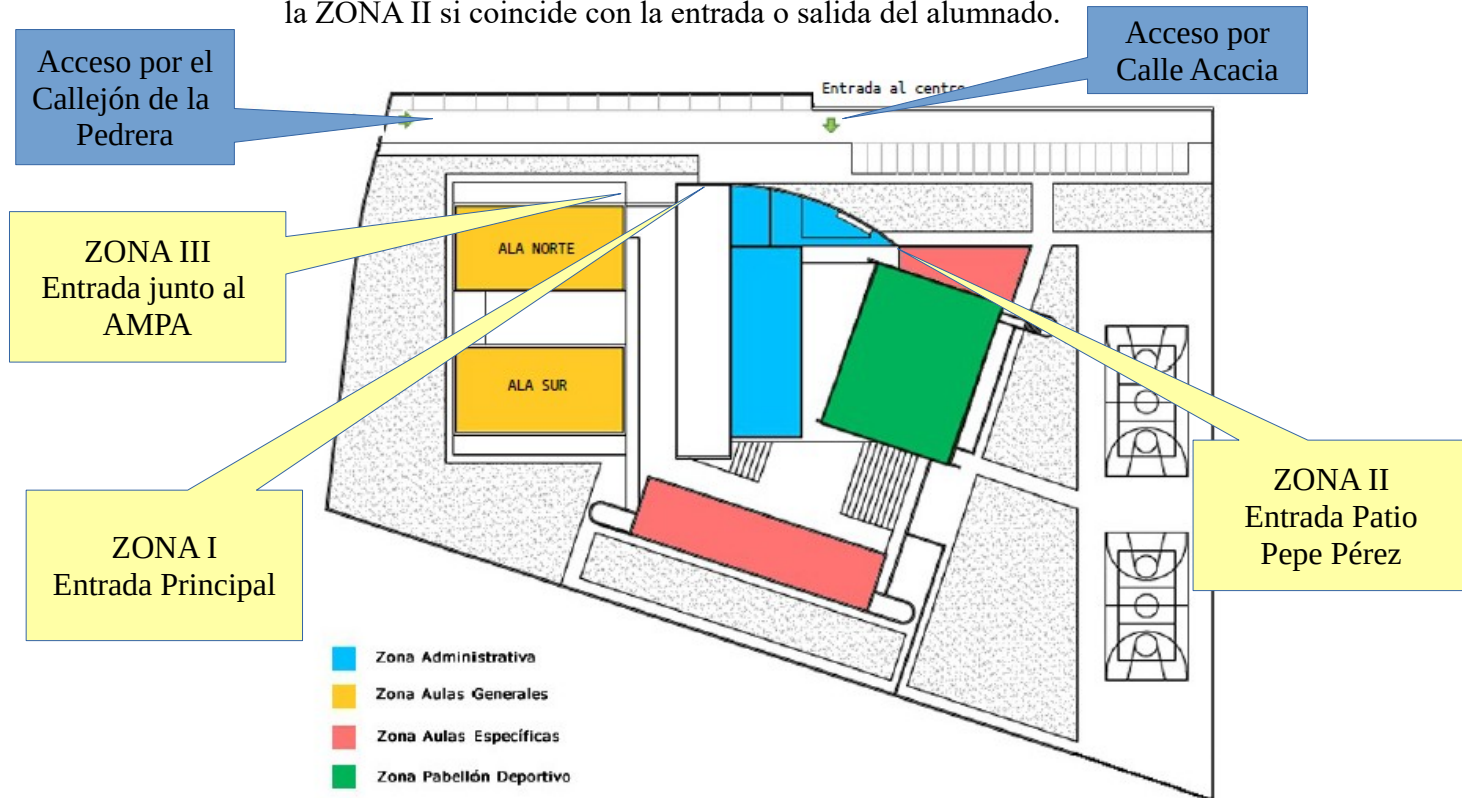 la ZONA II si coincide con la entrada o salida del alumnado.
Acceso por el
Callejón de la
Pedrera
Acceso por
Calle Acacia
Entrada al centro
ZONA III
Entrada junto al
AMPA
ALA NORTE
ALA SUR
ZONA I
Entrada Principal
ZONA II
Entrada Patio
Pepe Pérez
Zona Administrativa
Zona Aulas Generales
Zona Aulas Específicas
Zona Pabellón Deportivo